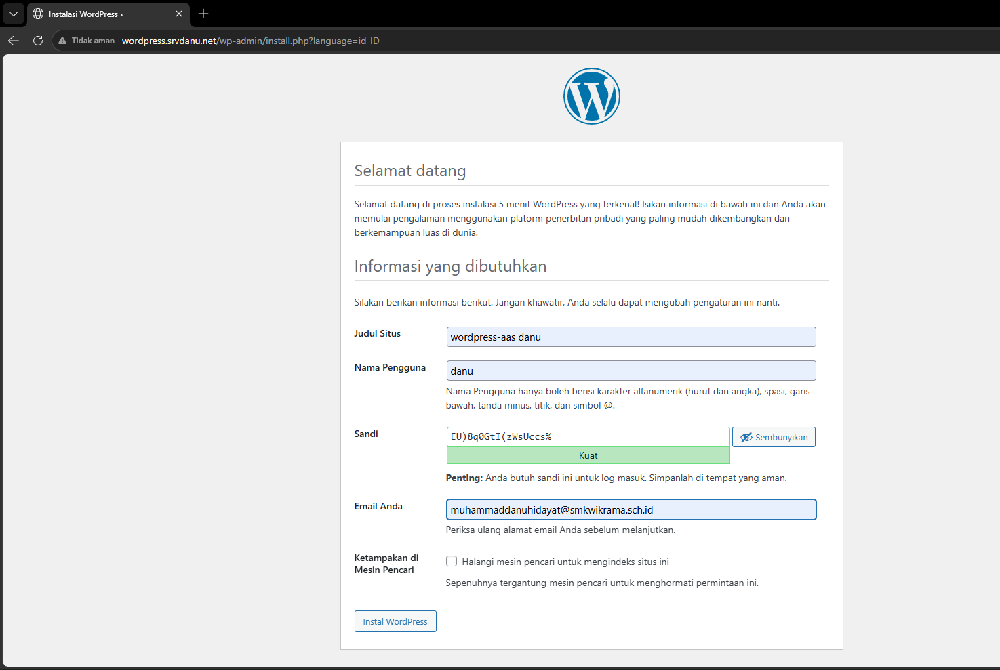 Instalasi WordPress ›
Tidak aman wordpress.srvdanu.net/wp-admin/install.php?language=id_ID
Selamat datang
Selamat datang di proses instalasi 5 menit WordPress yang terkenal! Isikan informasi di bawah ini dan Anda akan
memulai pengalaman menggunakan platorm penerbitan pribadi yang paling mudah dikembangkan dan
berkemampuan luas di dunia.
Informasi yang dibutuhkan
Silakan berikan informasi berikut. Jangan khawatir, Anda selalu dapat mengubah pengaturan ini nanti.
Judul Situs
wordpress-aas danu
Nama Pengguna
danu
Nama Pengguna hanya boleh berisi karakter alfanumerik (huruf dan angka), spasi, garis
bawah, tanda minus, titik, dan simbol @.
Sandi
EU)8q0GtI(zWsUccs%
Sembunyikan
Kuat
Penting: Anda butuh sandi ini untuk log masuk. Simpanlah di tempat yang aman.
Email Anda
muhammaddanuhidayat@smkwikrama.sch.id
Periksa ulang alamat email Anda sebelum melanjutkan.
Ketampakan di
Mesin Pencari
Halangi mesin pencari untuk mengindeks situs ini
Sepenuhnya tergantung mesin pencari untuk menghormati permintaan ini.
Instal WordPress